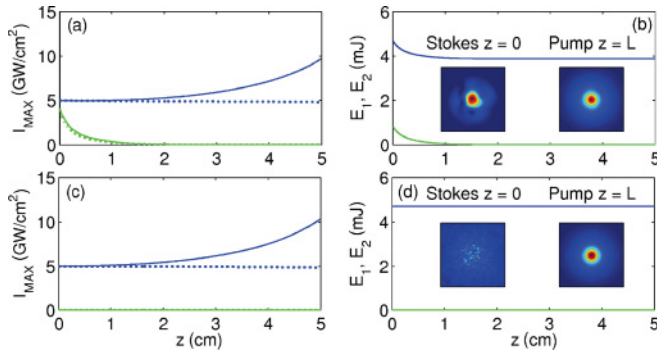 (a)
I_MAX (GW/cm²)
15
10
5
0
0 1 2 3 4 5
(b)
Stokes z = 0 Pump z = L
E₁, E₂ (mJ)
6
4
2
0
0 1 2 3 4 5
(c)
I_MAX (GW/cm²)
15
10
5
0
0 1 2 3 4 5
z (cm)
(d)
Stokes z = 0 Pump z = L
E₁, E₂ (mJ)
6
4
2
0
0 1 2 3 4 5
z (cm)